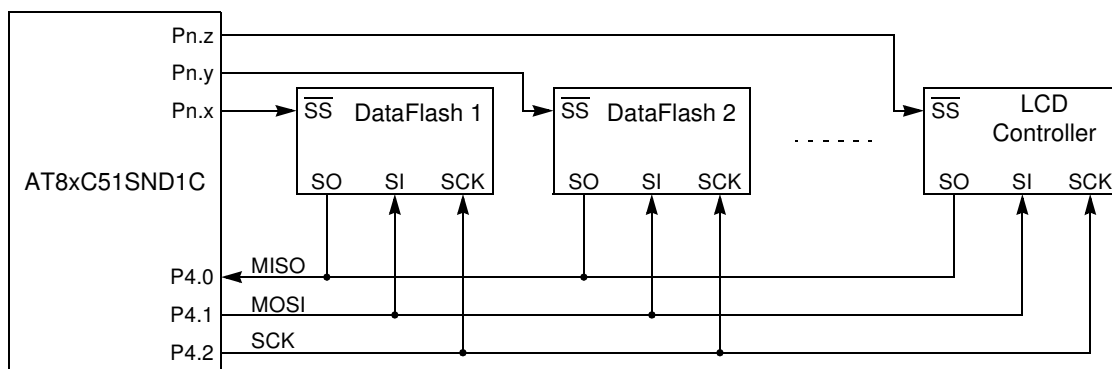 Pn.z
Pn.y
Pn.x
SS DataFlash 1
SS DataFlash 2
SS LCD
Controller
AT8xC51SND1C
SO SI SCK
SO SI SCK
SO SI SCK
P4.0 MISO
P4.1 MOSI
P4.2 SCK